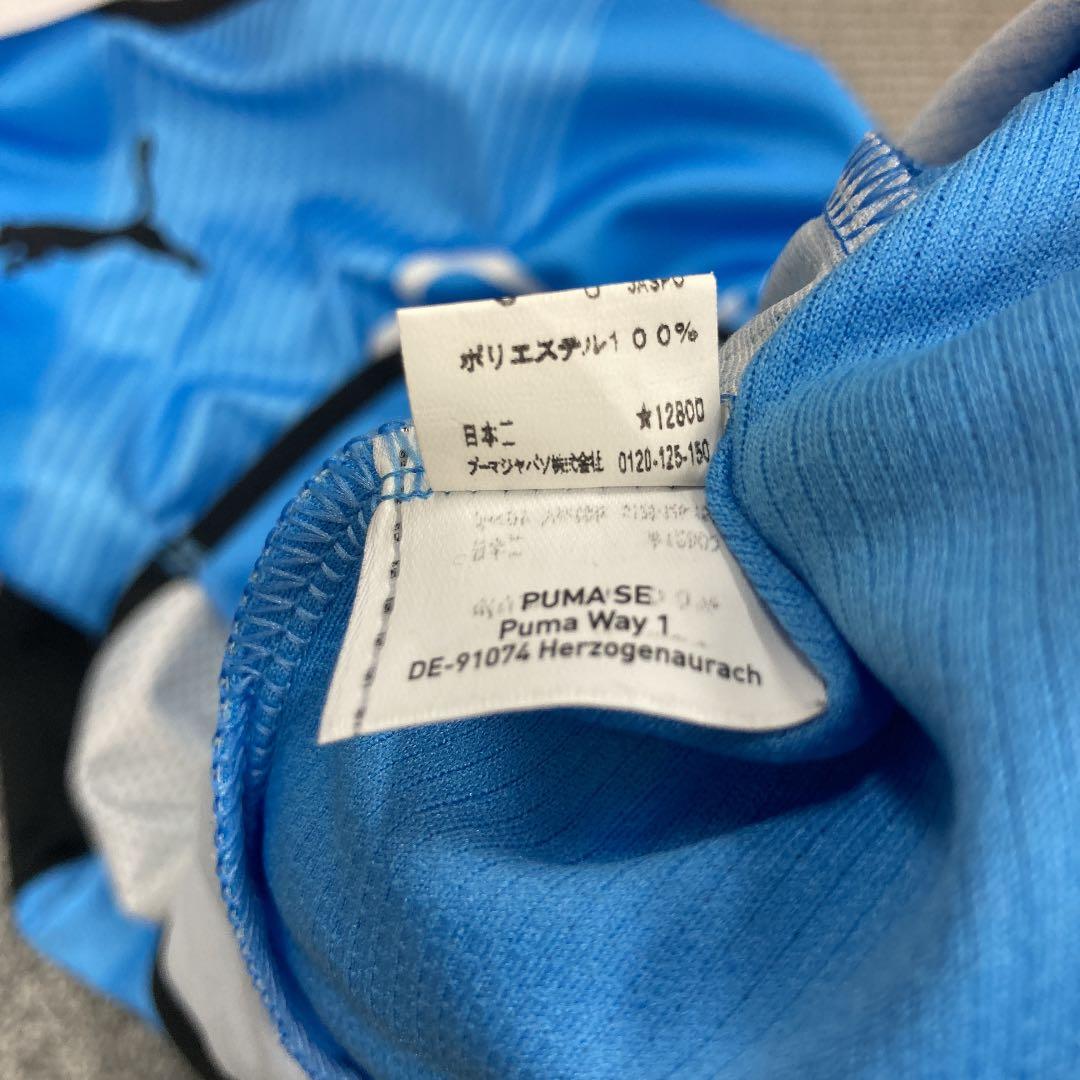 JASPO
ポリエステル100%
★12800
日本二
プーマジャパン株式会社 0120-125-150
PUMA SE
Puma Way 1
DE-91074 Herzogenaurach